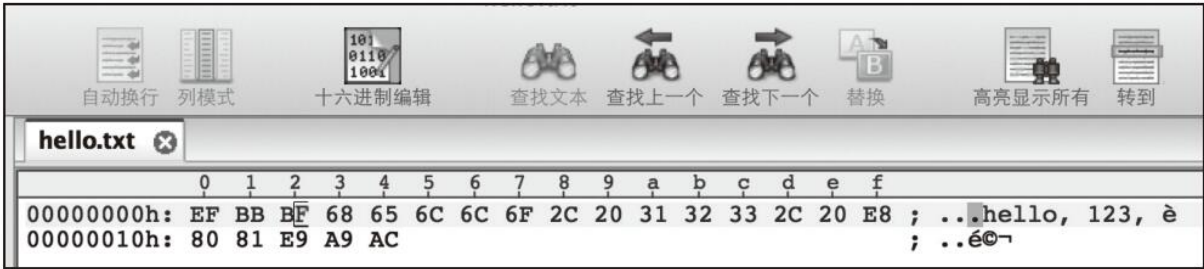 自动换行 列模式 十六进制编辑 查找文本 查找上一个 查找下一个 替换 高亮显示所有 转到
hello.txt
0 1 2 3 4 5 6 7 8 9 a b c d e f
00000000h: EF BB BF 68 65 6C 6C 6F 2C 20 31 32 33 2C 20 E8 ; ...hello, 123, è
00000010h: 80 81 E9 A9 AC ; ..é©¬